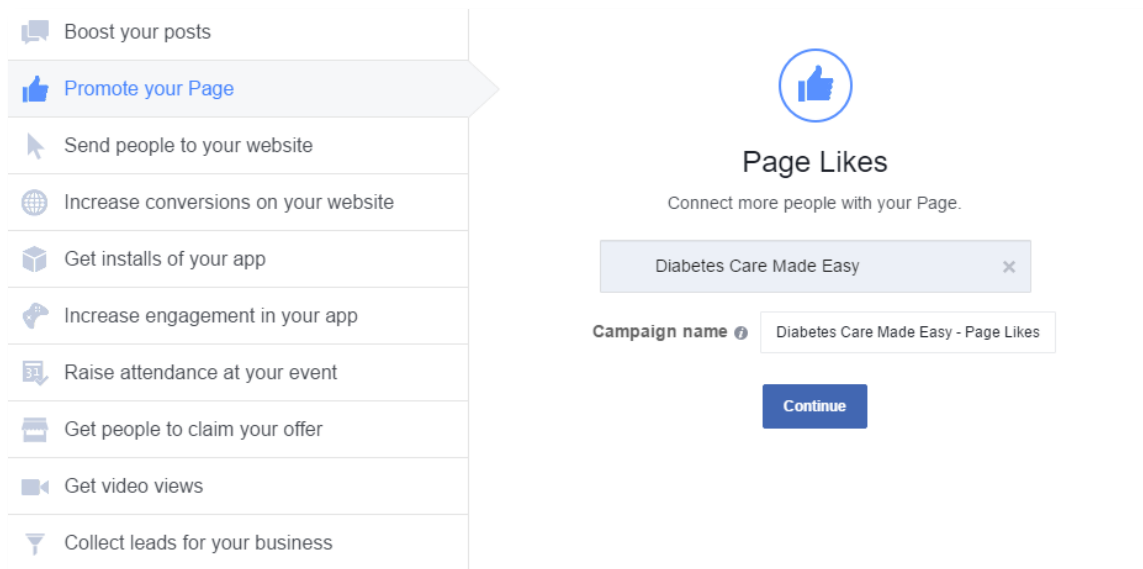 Boost your posts
Promote your Page
Send people to your website
Increase conversions on your website
Get installs of your app
Increase engagement in your app
31
Raise attendance at your event
Get people to claim your offer
Get video views
Collect leads for your business
Page Likes
Connect more people with your Page.
Diabetes Care Made Easy ×
Campaign name i Diabetes Care Made Easy - Page Likes
Continue